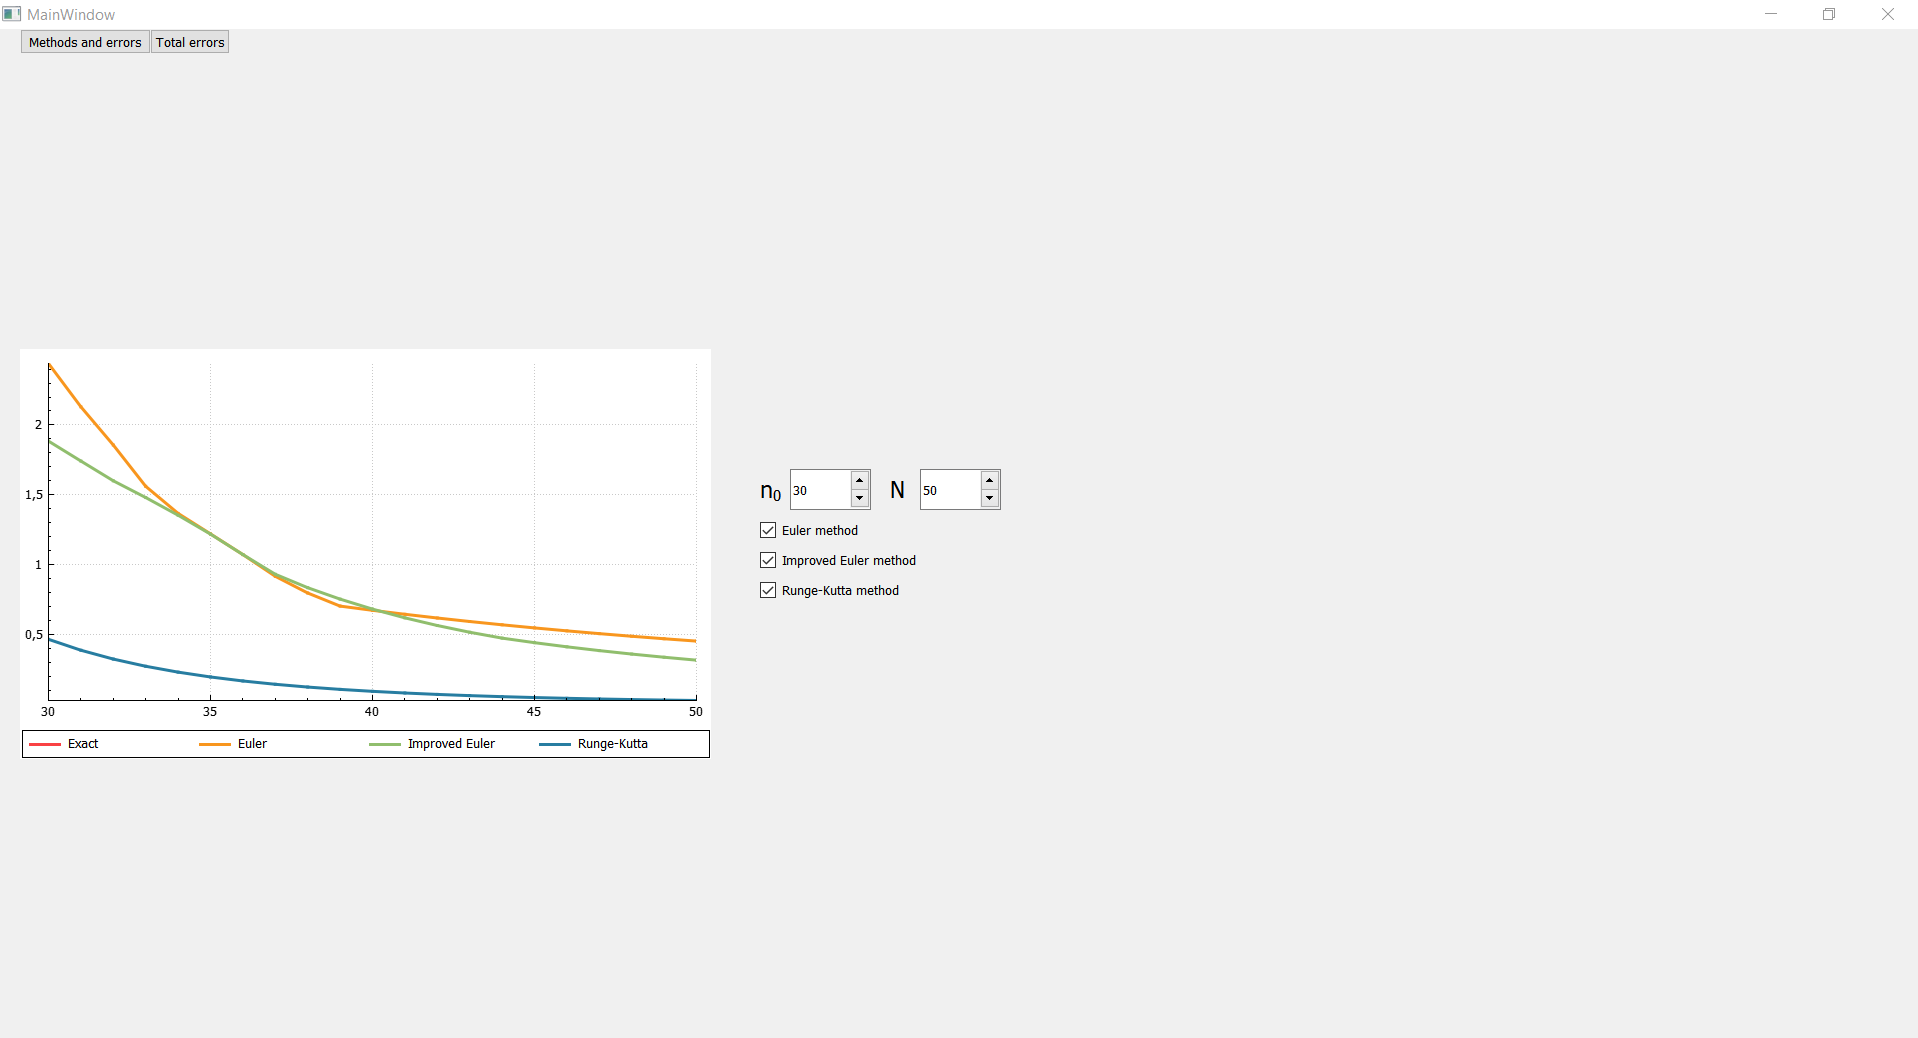 MainWindow
Methods and errors Total errors
2
1,5
1
0,5
30 35 40 45 50
Exact Euler Improved Euler Runge-Kutta
n₀ 30 N 50
Euler method
Improved Euler method
Runge-Kutta method